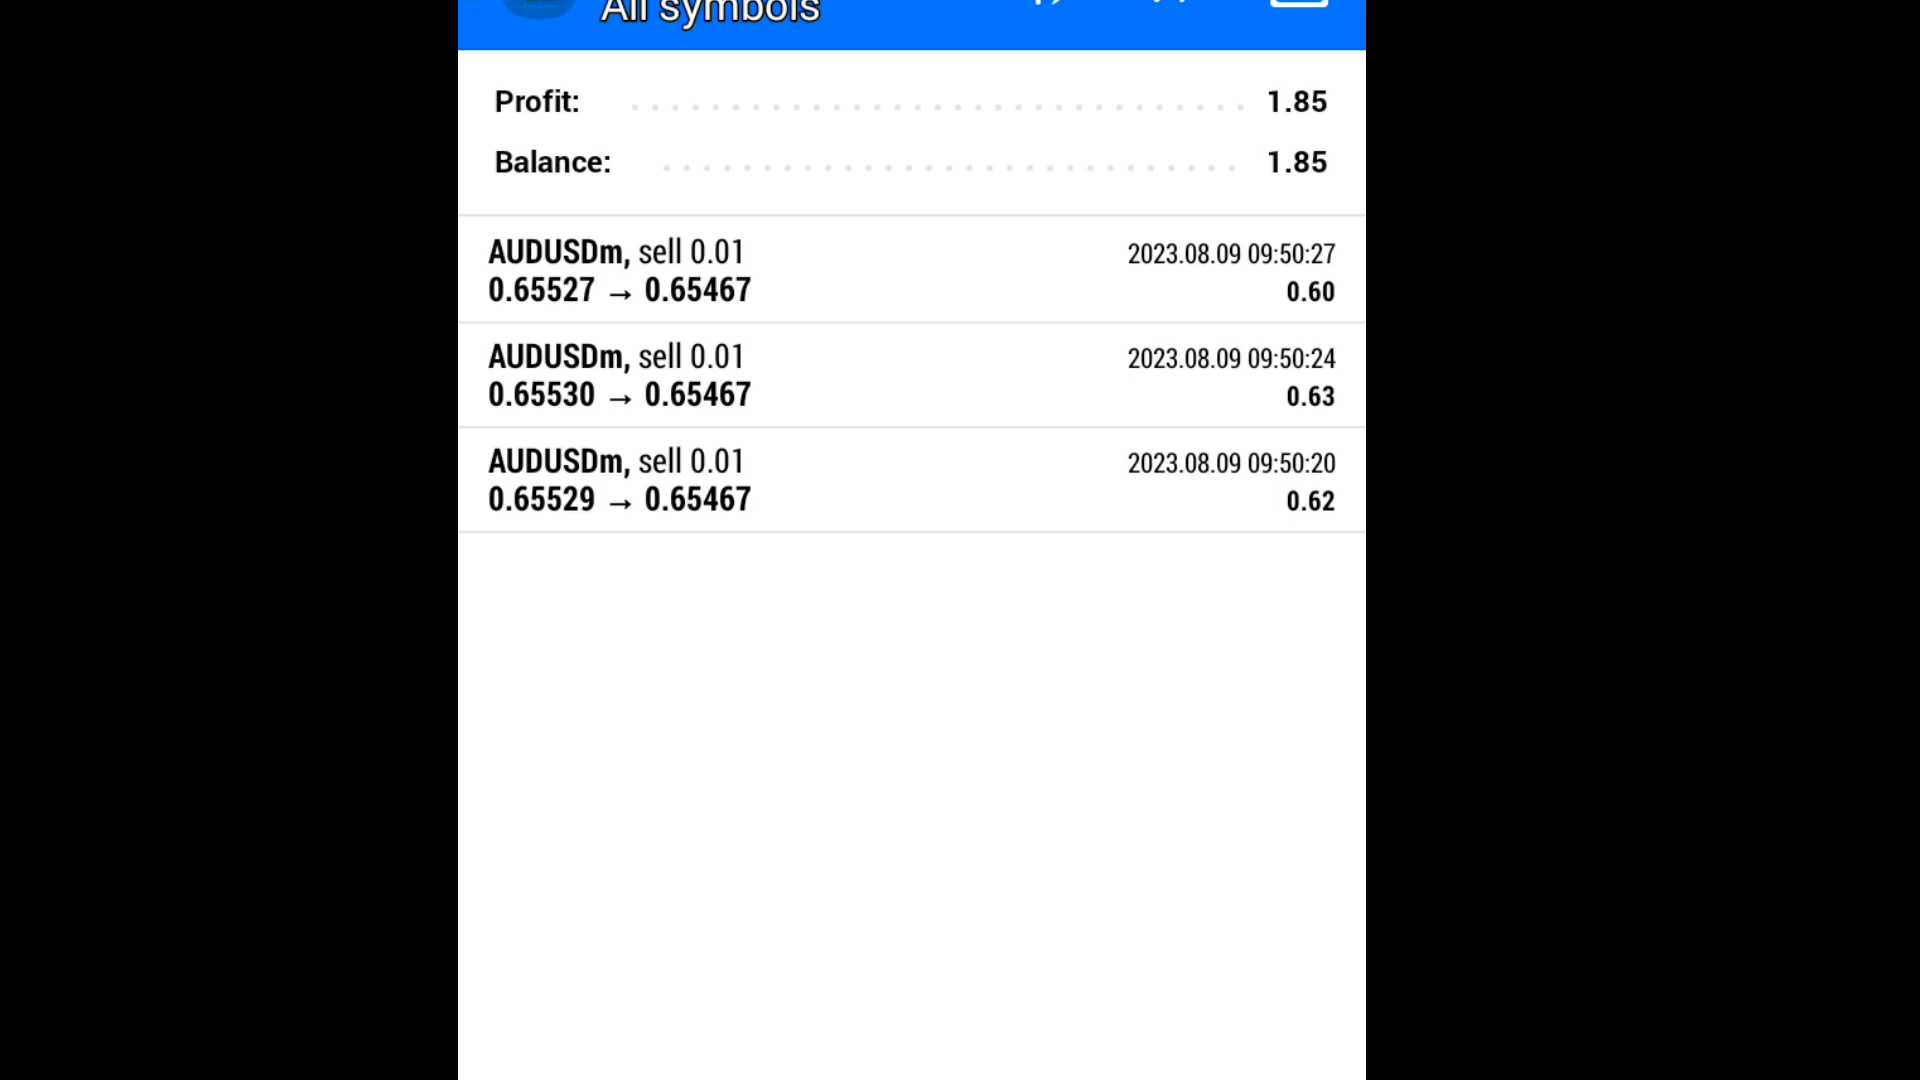 All symbols
Profit: 1.85
Balance: 1.85
AUDUSDm, sell 0.01 2023.08.09 09:50:27
0.65527 → 0.65467 0.60
AUDUSDm, sell 0.01 2023.08.09 09:50:24
0.65530 → 0.65467 0.63
AUDUSDm, sell 0.01 2023.08.09 09:50:20
0.65529 → 0.65467 0.62